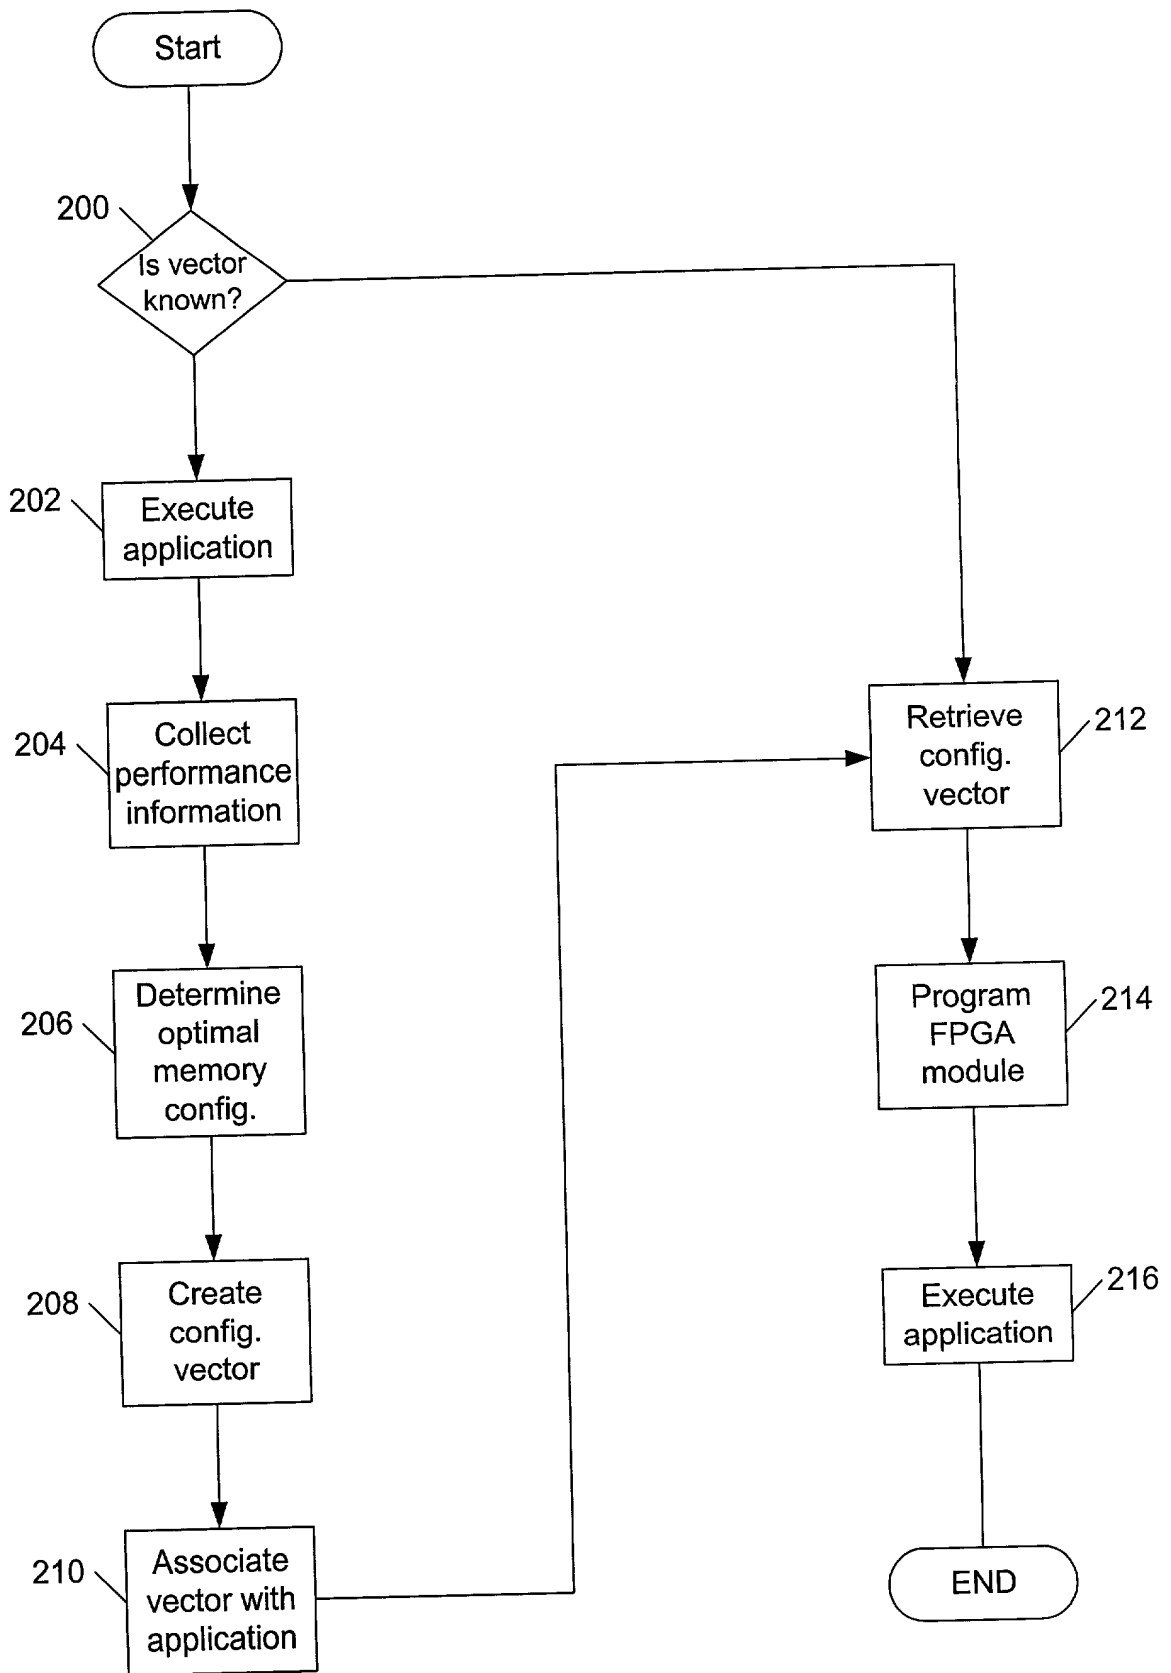 Start
200
Is vector
known?
202
Execute
application
204
Collect
performance
information
206
Determine
optimal
memory
config.
208
Create
config.
vector
210
Associate
vector with
application
Retrieve
config.
vector
212
Program
FPGA
module
214
Execute
application
216
END